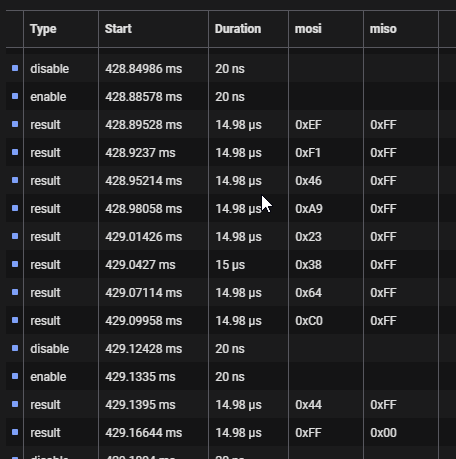 Type Start Duration mosi miso
disable 428.84986 ms 20 ns
enable 428.88578 ms 20 ns
result 428.89528 ms 14.98 μs 0xEF 0xFF
result 428.9237 ms 14.98 μs 0xF1 0xFF
result 428.95214 ms 14.98 μs 0x46 0xFF
result 428.98058 ms 14.98 μs 0xA9 0xFF
result 429.01426 ms 14.98 μs 0x23 0xFF
result 429.0427 ms 15 μs 0x38 0xFF
result 429.07114 ms 14.98 μs 0x64 0xFF
result 429.09958 ms 14.98 μs 0xC0 0xFF
disable 429.12428 ms 20 ns
enable 429.1335 ms 20 ns
result 429.1395 ms 14.98 μs 0x44 0xFF
result 429.16644 ms 14.98 μs 0xFF 0x00